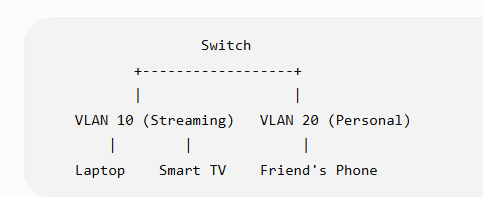 Switch
+------------------+
| |
VLAN 10 (Streaming) VLAN 20 (Personal)
| | |
Laptop Smart TV Friend's Phone